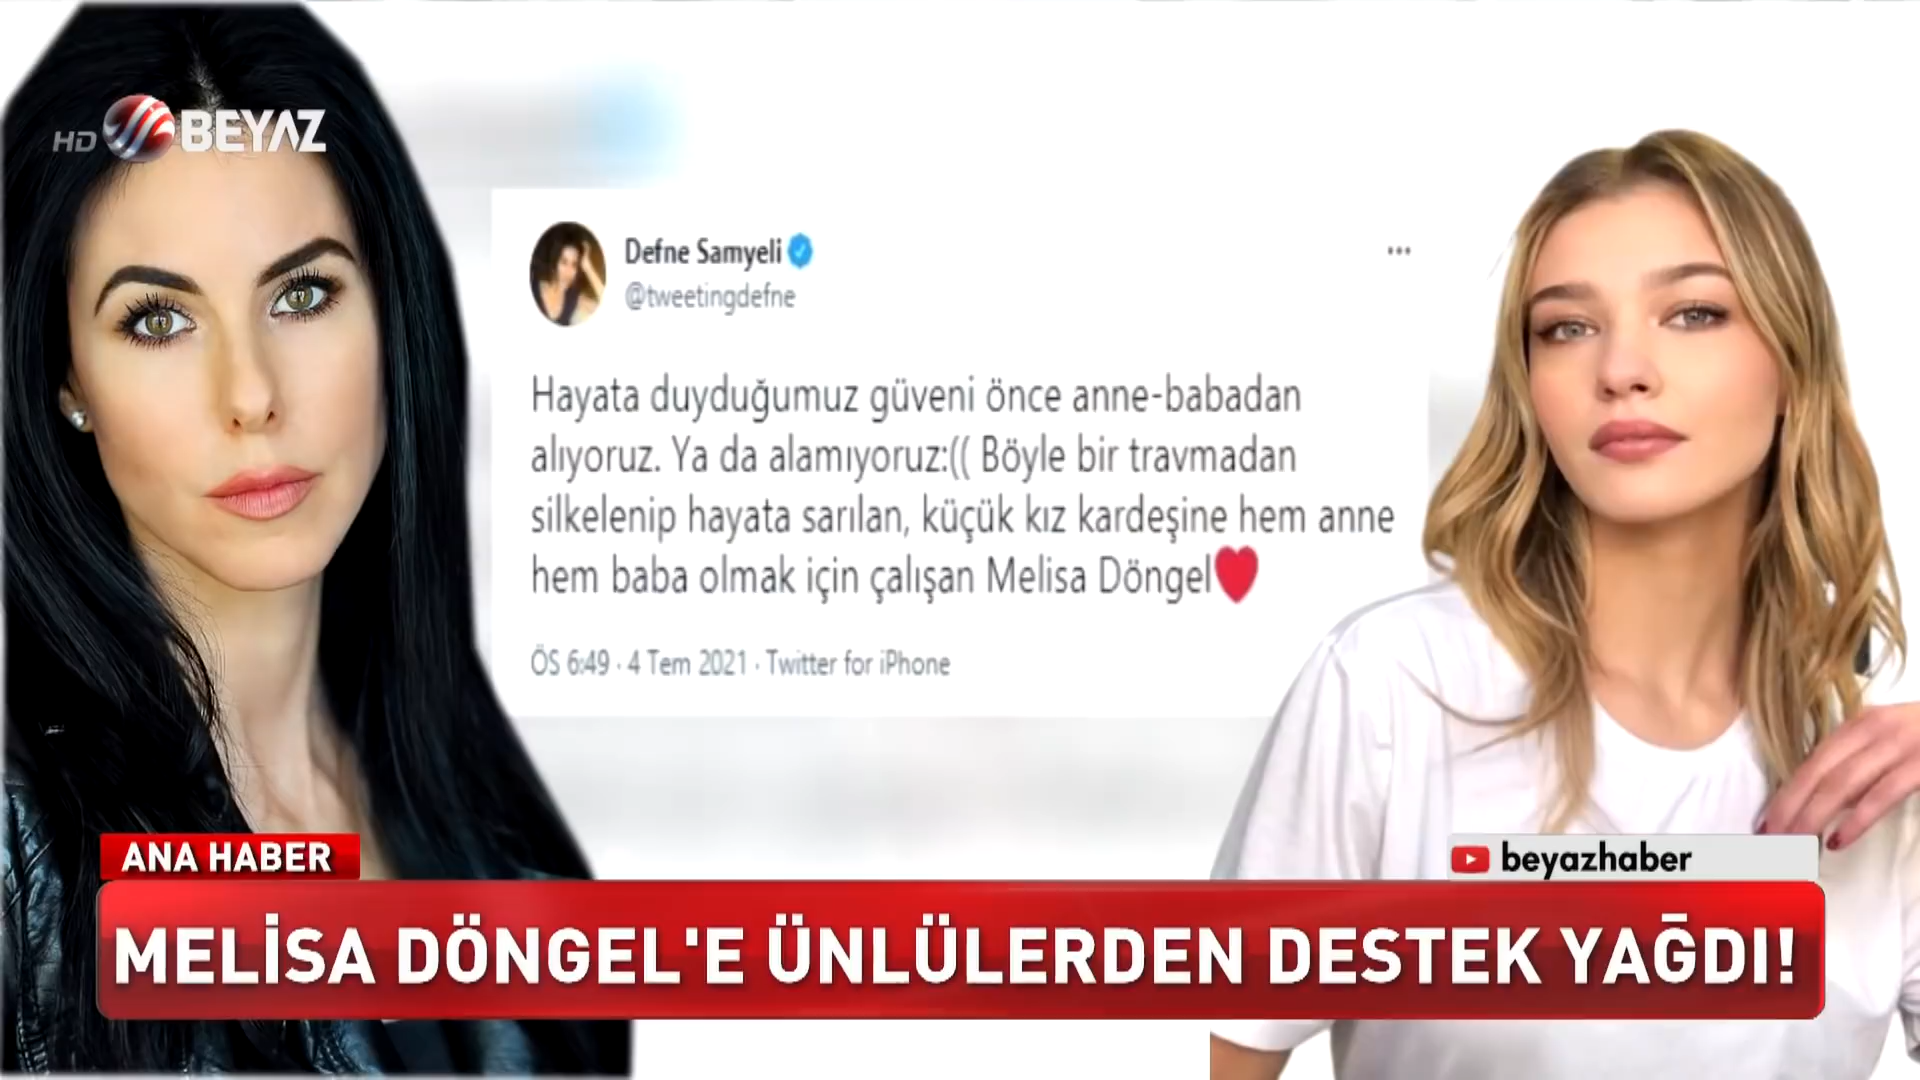 HD BEYAZ
Defne Samyeli
@tweetingdefne
Hayata duyduğumuz güveni önce anne-babadan
alıyoruz. Ya da alamıyoruz:(( Böyle bir travmadan
silkelenip hayata sarılan, küçük kız kardeşine hem anne
hem baba olmak için çalışan Melisa Döngel❤
ÖS 6:49 · 4 Tem 2021 · Twitter for iPhone
ANA HABER
beyazhaber
MELİSA DÖNGEL'E ÜNLÜLERDEN DESTEK YAĞDI!